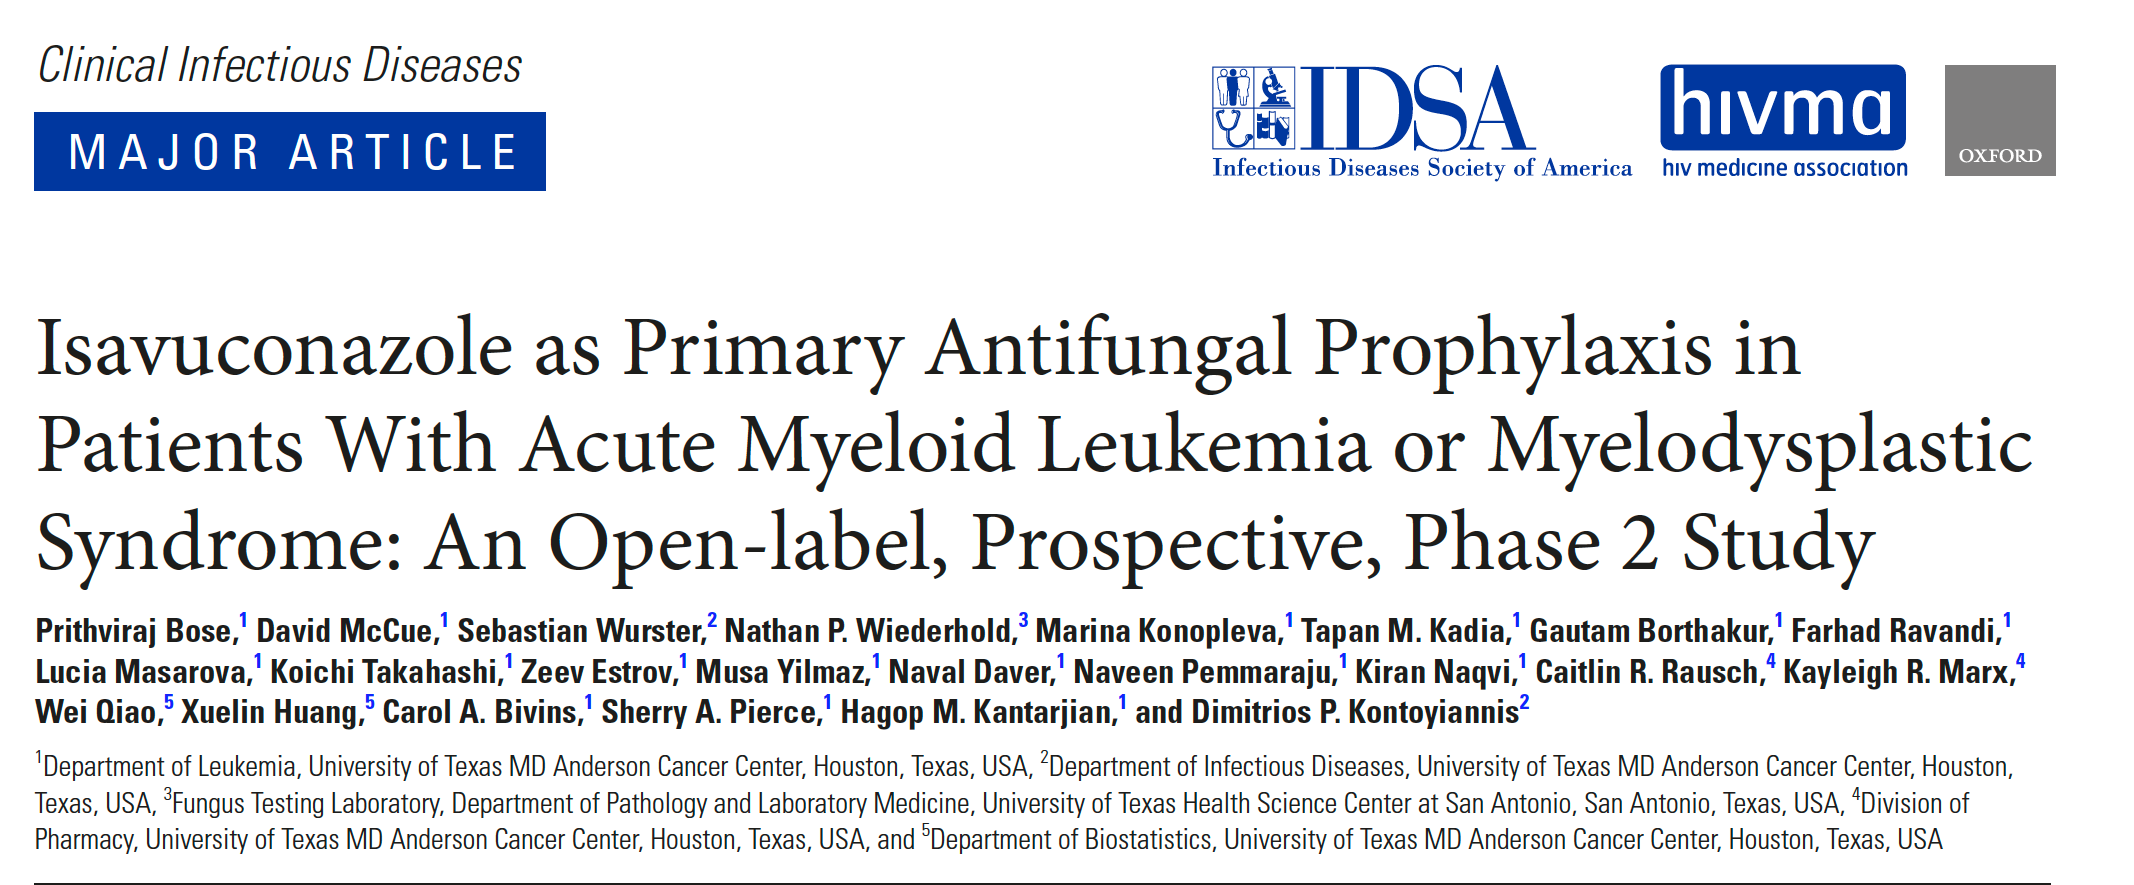 Clinical Infectious Diseases
MAJOR ARTICLE
IDSA
Infectious Diseases Society of America
hivma
hiv medicine association
OXFORD
Isavuconazole as Primary Antifungal Prophylaxis in
Patients With Acute Myeloid Leukemia or Myelodysplastic
Syndrome: An Open-label, Prospective, Phase 2 Study
Prithviraj Bose,1 David McCue,1 Sebastian Wurster,2 Nathan P. Wiederhold,3 Marina Konopleva,1 Tapan M. Kadia,1 Gautam Borthakur,1 Farhad Ravandi,1
Lucia Masarova,1 Koichi Takahashi,1 Zeev Estrov,1 Musa Yilmaz,1 Naval Daver,1 Naveen Pemmaraju,1 Kiran Naqvi,1 Caitlin R. Rausch,4 Kayleigh R. Marx,4
Wei Qiao,5 Xuelin Huang,5 Carol A. Bivins,1 Sherry A. Pierce,1 Hagop M. Kantarjian,1 and Dimitrios P. Kontoyiannis2
1Department of Leukemia, University of Texas MD Anderson Cancer Center, Houston, Texas, USA, 2Department of Infectious Diseases, University of Texas MD Anderson Cancer Center, Houston,
Texas, USA, 3Fungus Testing Laboratory, Department of Pathology and Laboratory Medicine, University of Texas Health Science Center at San Antonio, San Antonio, Texas, USA, 4Division of
Pharmacy, University of Texas MD Anderson Cancer Center, Houston, Texas, USA, and 5Department of Biostatistics, University of Texas MD Anderson Cancer Center, Houston, Texas, USA